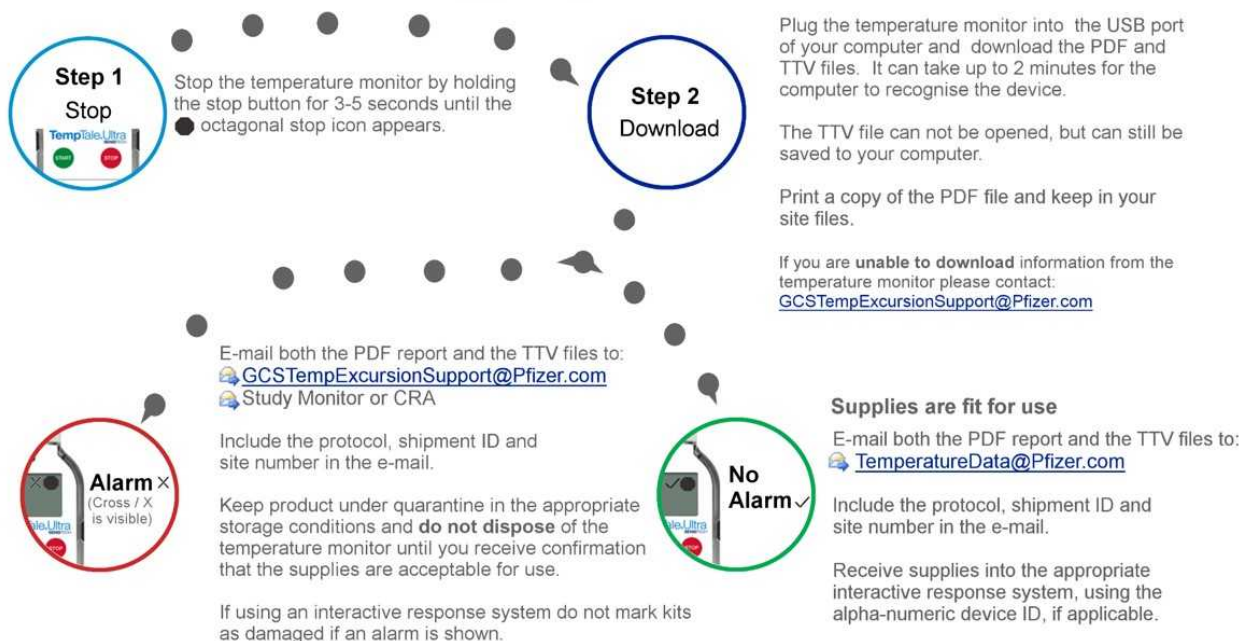 Step 1
Stop
TempTale.Ultra
SENSITECH
START
STOP
Stop the temperature monitor by holding
the stop button for 3-5 seconds until the
octagonal stop icon appears.
Step 2
Download
Plug the temperature monitor into the USB port
of your computer and download the PDF and
TTV files. It can take up to 2 minutes for the
computer to recognise the device.
The TTV file can not be opened, but can still be
saved to your computer.
Print a copy of the PDF file and keep in your
site files.
If you are unable to download information from the
temperature monitor please contact:
GCSTempExcursionSupport@Pfizer.com
Alarm X
(Cross / X
is visible)
ale.Ultra
STOP
E-mail both the PDF report and the TTV files to:
GCSTempExcursionSupport@Pfizer.com
Study Monitor or CRA
Include the protocol, shipment ID and
site number in the e-mail.
Keep product under quarantine in the appropriate
storage conditions and do not dispose of the
temperature monitor until you receive confirmation
that the supplies are acceptable for use.
If using an interactive response system do not mark kits
as damaged if an alarm is shown.
No
Alarm ✓
ale.Ultra
STOP
Supplies are fit for use
E-mail both the PDF report and the TTV files to:
TemperatureData@Pfizer.com
Include the protocol, shipment ID and
site number in the e-mail.
Receive supplies into the appropriate
interactive response system, using the
alpha-numeric device ID, if applicable.